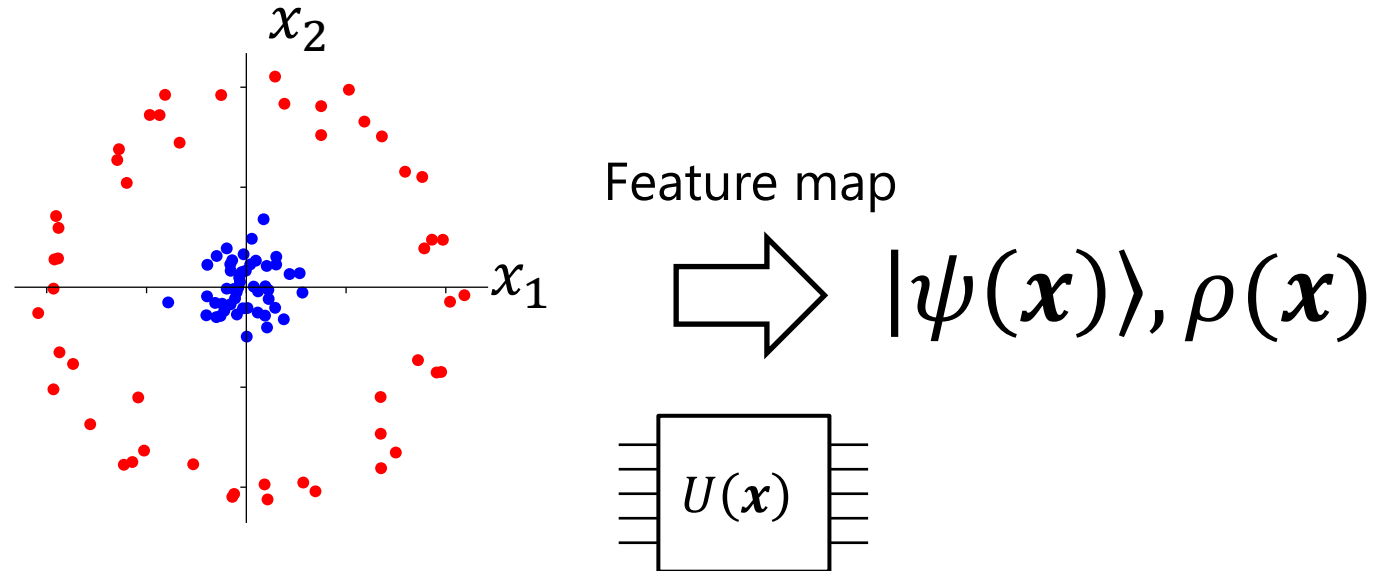 x₂
x₁
Feature map
|ψ(𝒙)⟩, ρ(𝒙)
U(𝒙)